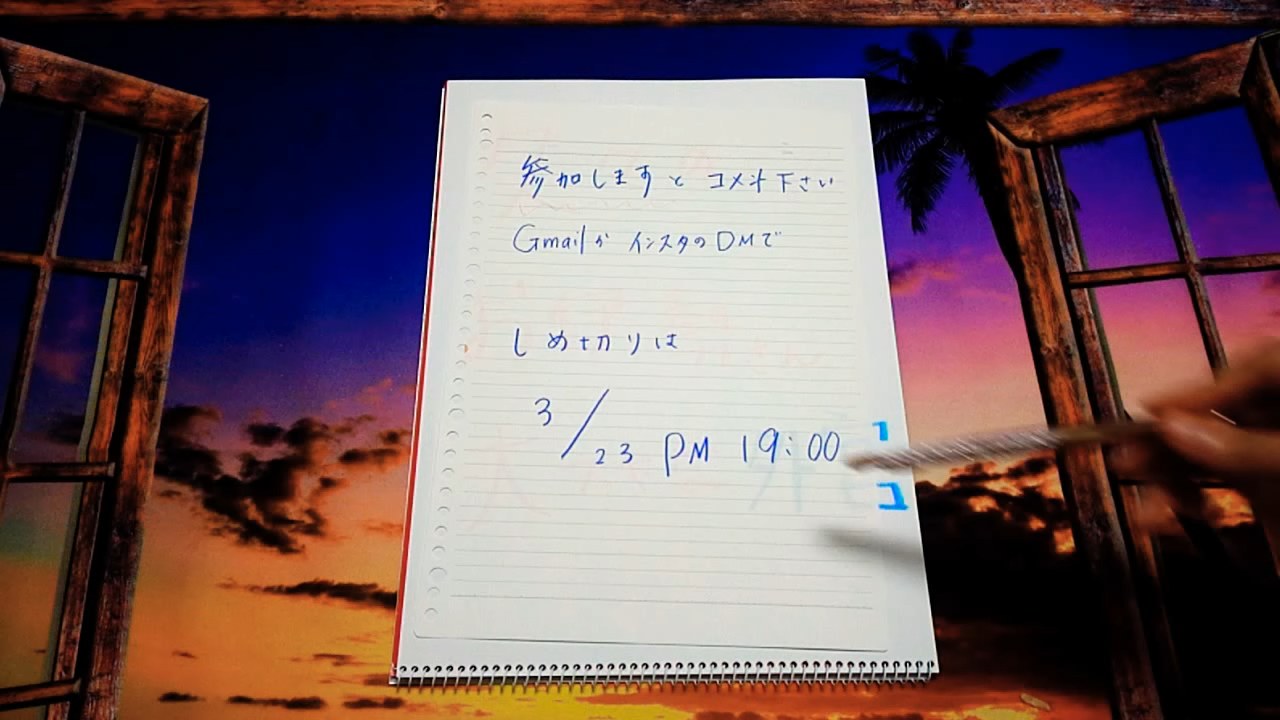 参加しますと コメント下さい
Gmailか インスタのDMで
しめ切りは
3/23 PM 19:00